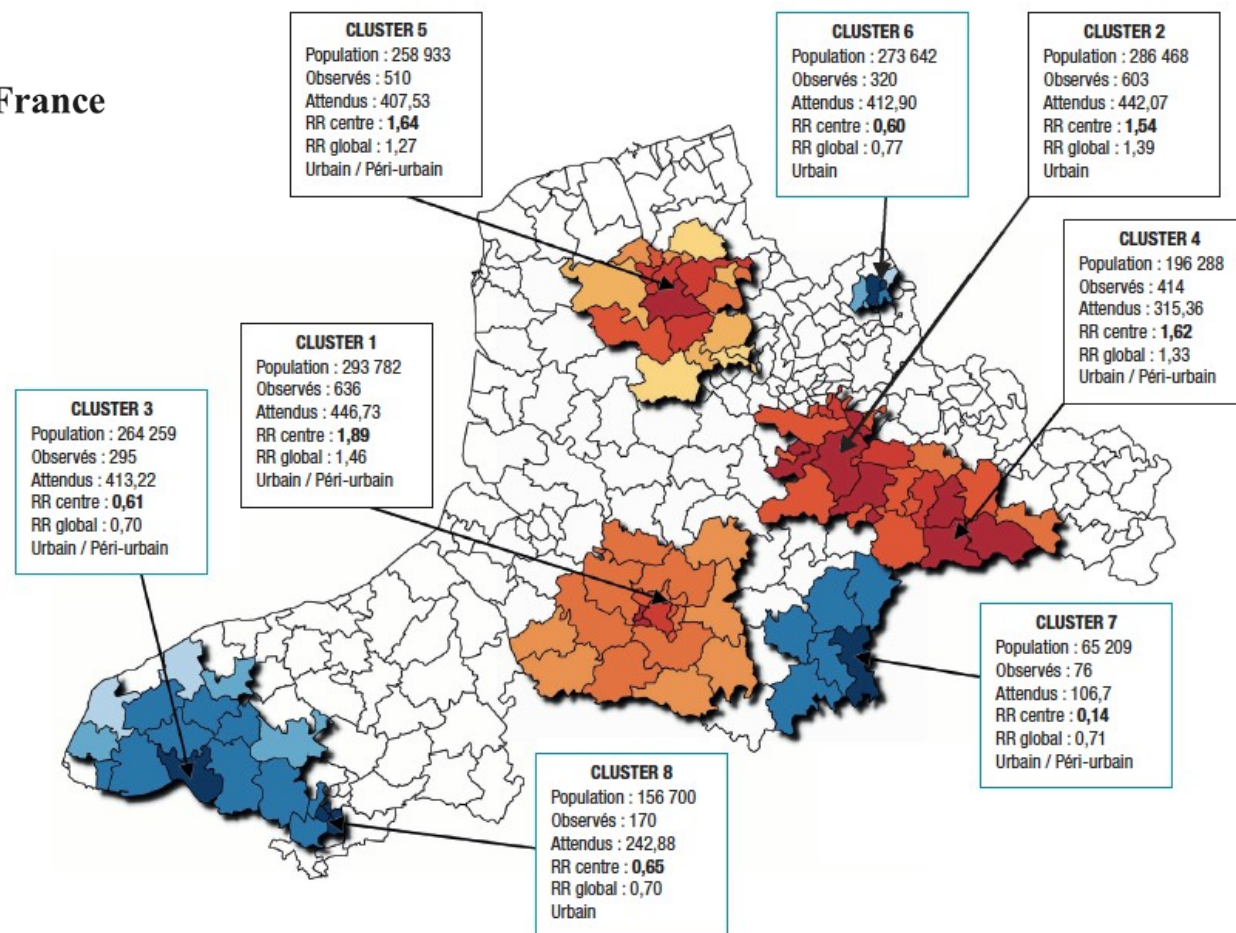 France
CLUSTER 5
Population : 258 933
Observés : 510
Attendus : 407,53
RR centre : 1,64
RR global : 1,27
Urbain / Péri-urbain
CLUSTER 6
Population : 273 642
Observés : 320
Attendus : 412,90
RR centre : 0,60
RR global : 0,77
Urbain
CLUSTER 2
Population : 286 468
Observés : 603
Attendus : 442,07
RR centre : 1,54
RR global : 1,39
Urbain
CLUSTER 4
Population : 196 288
Observés : 414
Attendus : 315,36
RR centre : 1,62
RR global : 1,33
Urbain / Péri-urbain
CLUSTER 1
Population : 293 782
Observés : 636
Attendus : 446,73
RR centre : 1,89
RR global : 1,46
Urbain / Péri-urbain
CLUSTER 3
Population : 264 259
Observés : 295
Attendus : 413,22
RR centre : 0,61
RR global : 0,70
Urbain / Péri-urbain
CLUSTER 7
Population : 65 209
Observés : 76
Attendus : 106,7
RR centre : 0,14
RR global : 0,71
Urbain / Péri-urbain
CLUSTER 8
Population : 156 700
Observés : 170
Attendus : 242,88
RR centre : 0,65
RR global : 0,70
Urbain